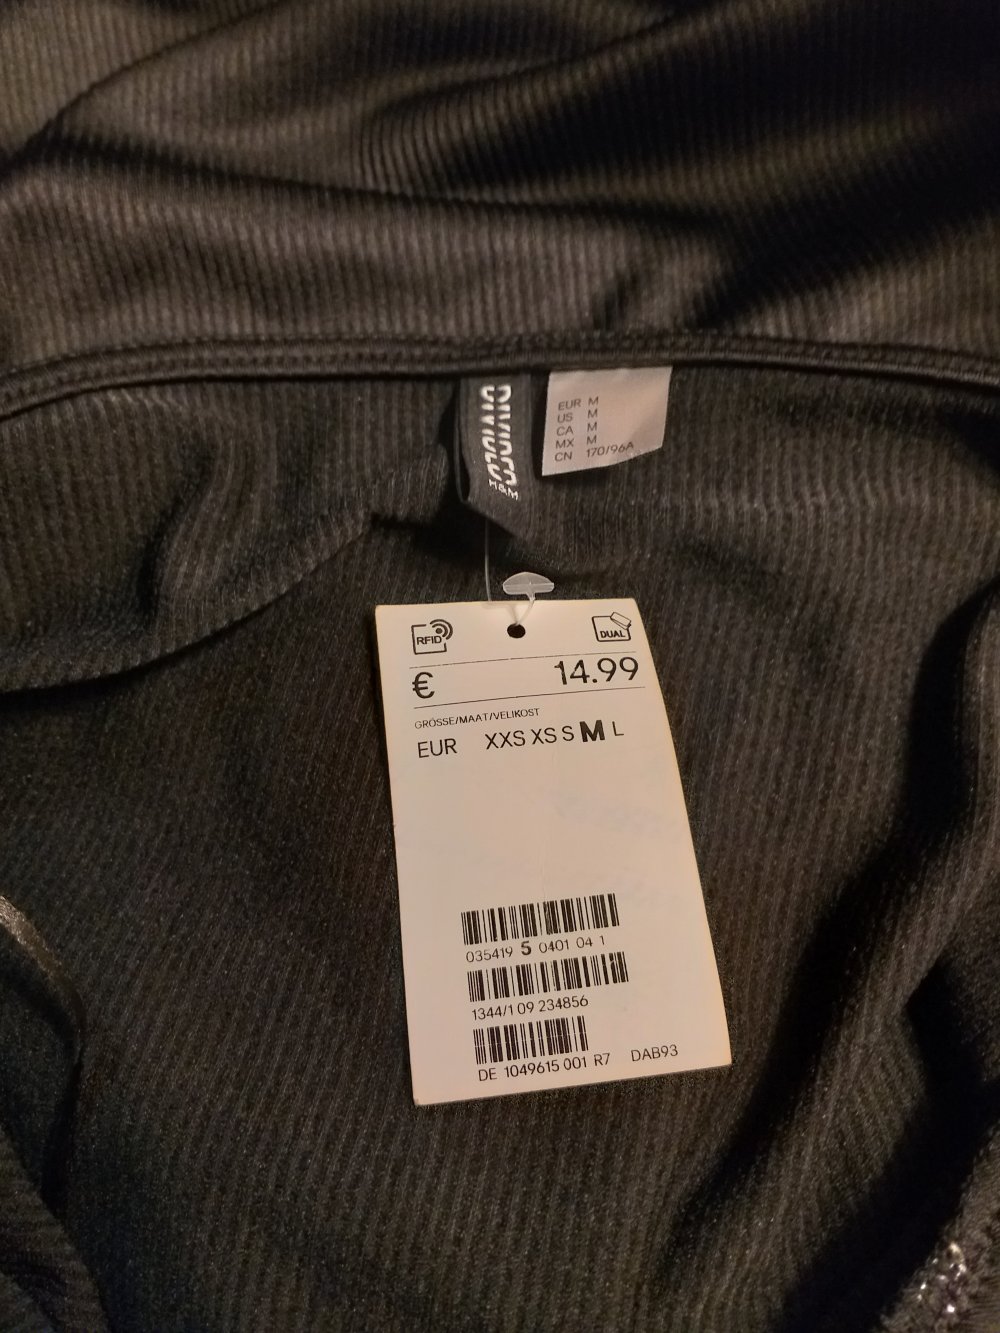 DIVIDED
H&M
EUR M
US M
CA M
MX M
CN 170/96A
RFID
DUAL
€ 14.99
GRÖSSE/MAAT/VELIKOST
EUR XXS XS S M L
035419 5 0401 04 1
1344/1 09 234856
DE 1049615 001 R7 DAB93